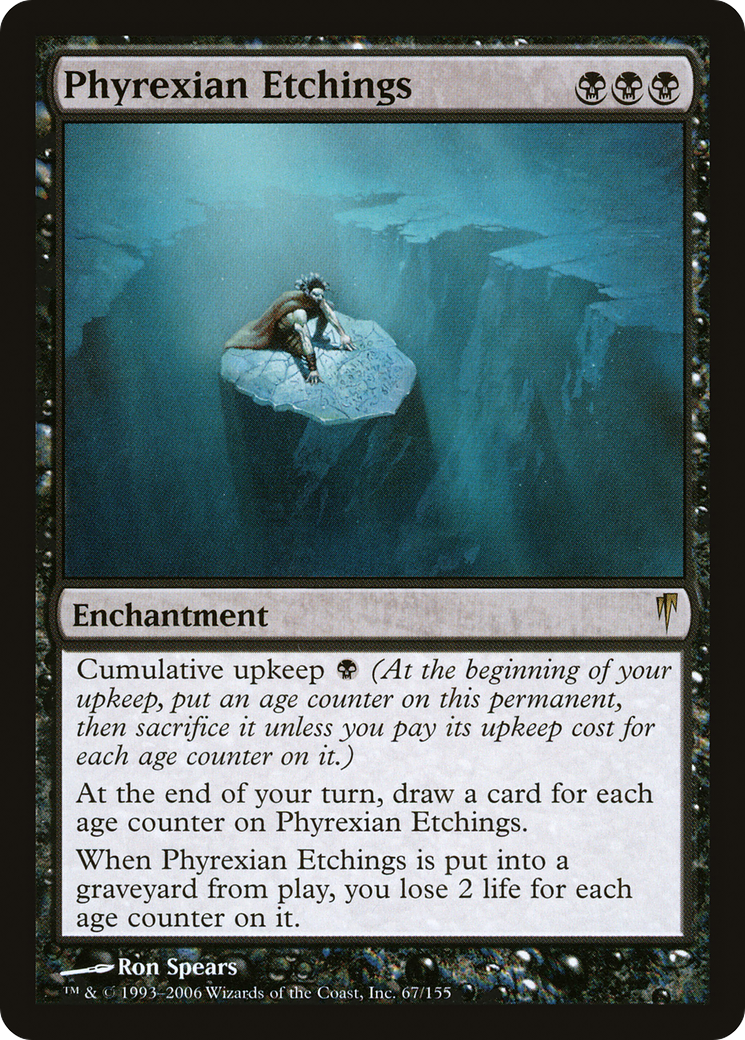 Phyrexian Etchings
Enchantment
Cumulative upkeep (At the beginning of your
upkeep, put an age counter on this permanent,
then sacrifice it unless you pay its upkeep cost for
each age counter on it.)
At the end of your turn, draw a card for each
age counter on Phyrexian Etchings.
When Phyrexian Etchings is put into a
graveyard from play, you lose 2 life for each
age counter on it.
Ron Spears
™ & © 1993–2006 Wizards of the Coast, Inc. 67/155